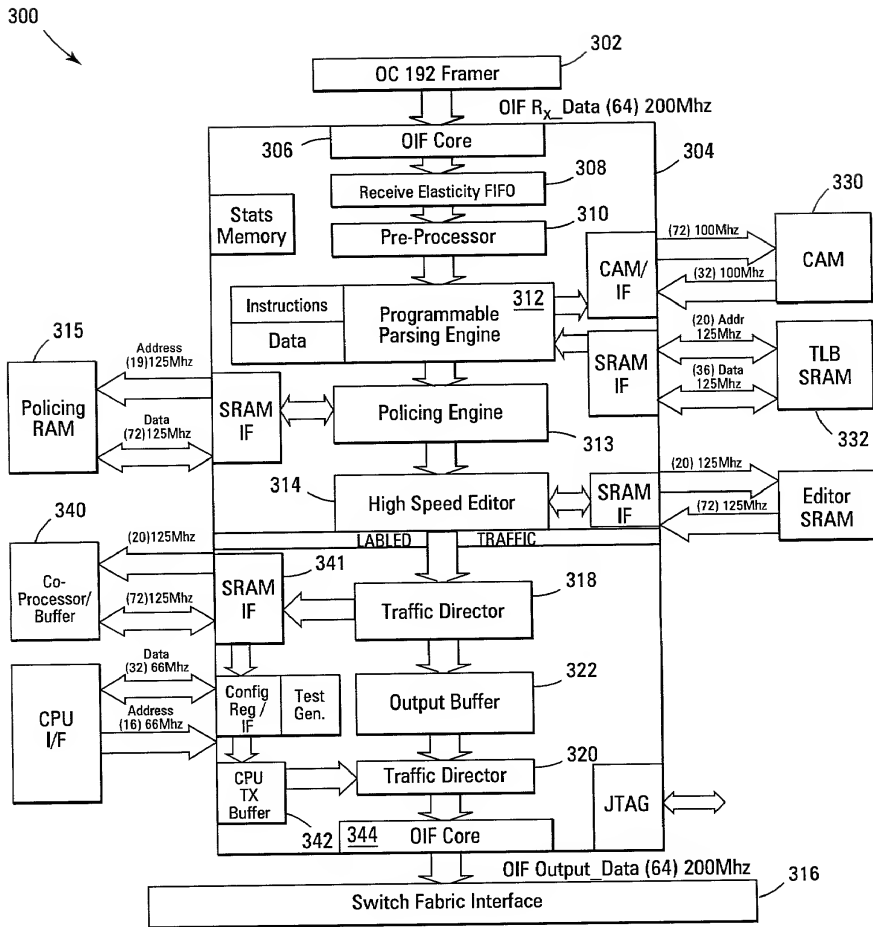 300
302
OC 192 Framer
OIF Rx_Data (64) 200Mhz
306
OIF Core
304
308
Receive Elasticity FIFO
310
Pre-Processor
330
Stats
Memory
(72) 100Mhz
CAM/
IF
CAM
(32) 100Mhz
312
Instructions
Data
Programmable
Parsing Engine
315
Address
(19)125Mhz
(20) Addr
125Mhz
SRAM
IF
TLB
SRAM
(36) Data
125Mhz
332
Policing
RAM
SRAM
IF
Data
(72)125Mhz
Policing Engine
313
314
High Speed Editor
SRAM
IF
(20) 125Mhz
(72) 125Mhz
Editor
SRAM
LABLED TRAFFIC
340
(20)125Mhz
Co-
Processor/
Buffer
(72)125Mhz
341
SRAM
IF
318
Traffic Director
Data
(32) 66Mhz
322
Config
Reg /
IF
Test
Gen.
Output Buffer
CPU
I/F
Address
(16) 66Mhz
320
CPU
TX
Buffer
342
Traffic Director
JTAG
344
OIF Core
OIF Output_Data (64) 200Mhz
316
Switch Fabric Interface